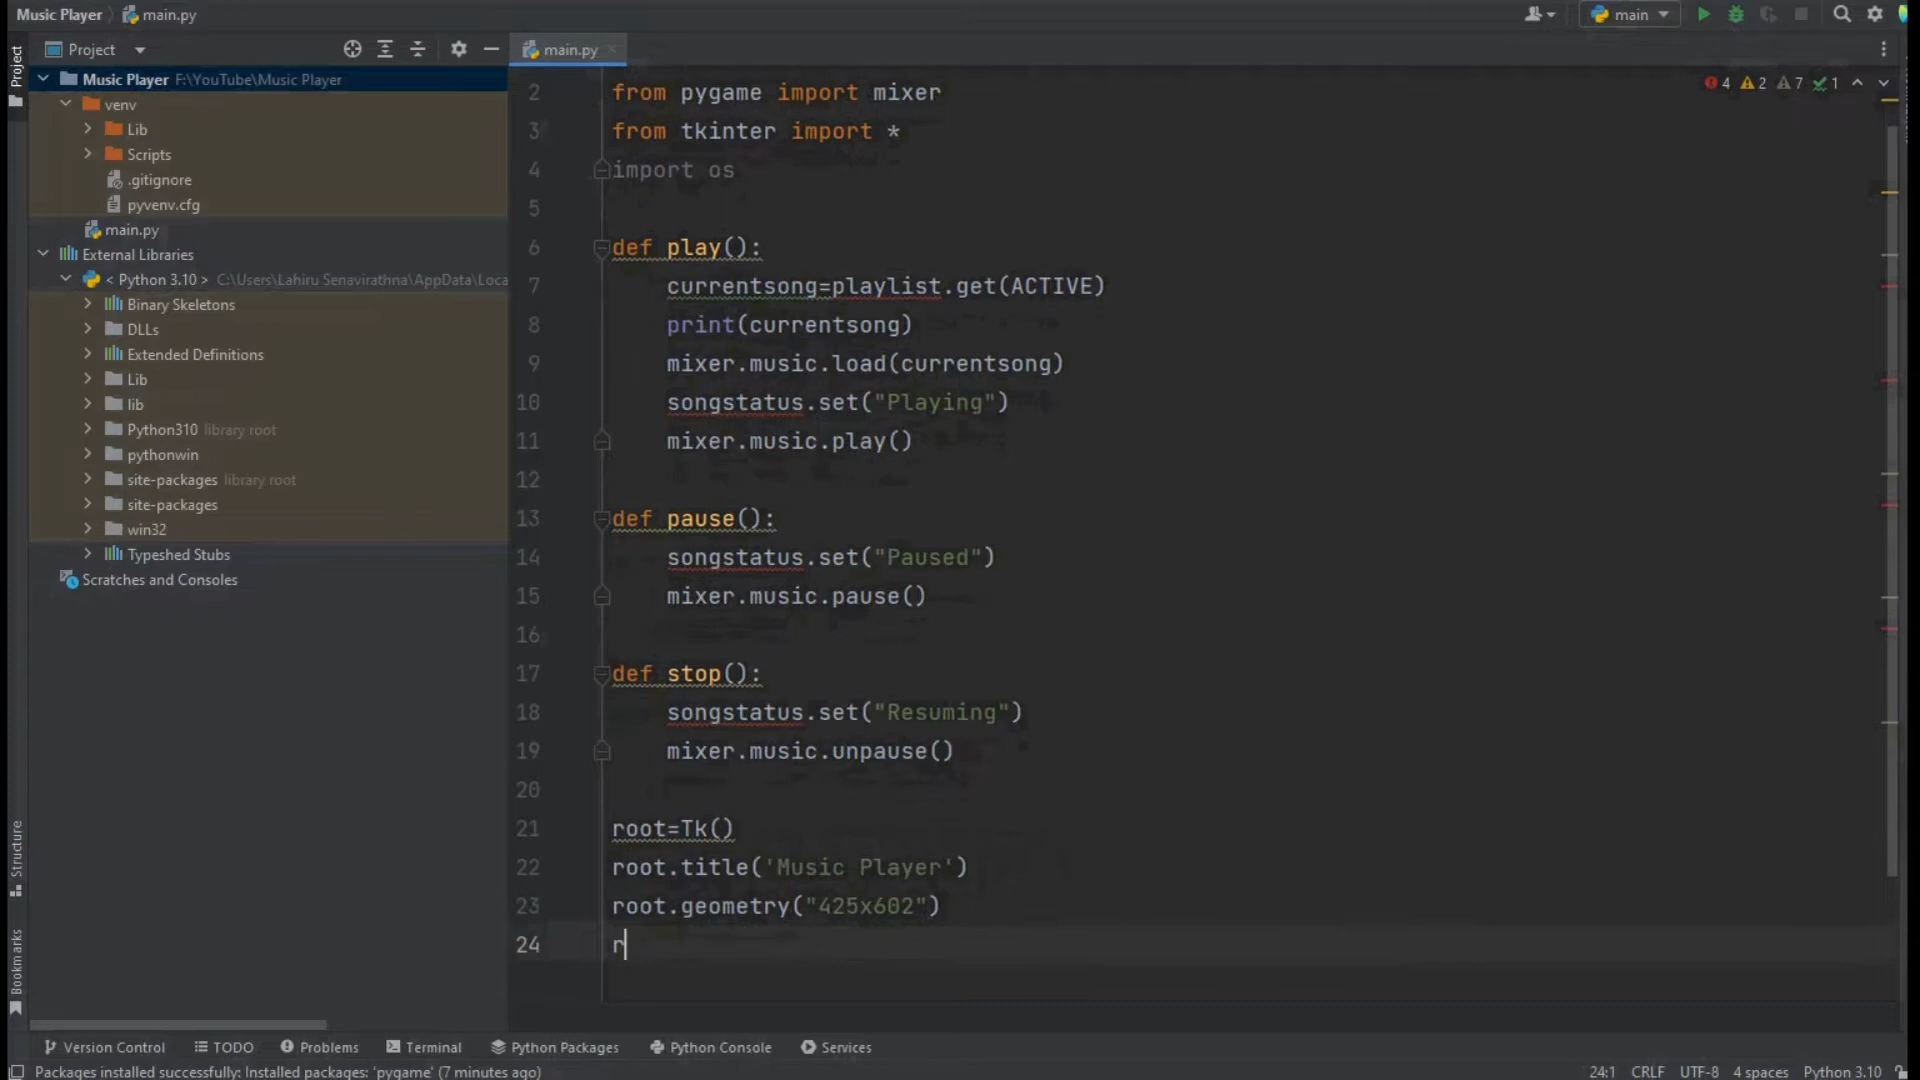 Music Player main.py
main
Project
main.py
Project
Music Player F:\YouTube\Music Player
venv
Lib
Scripts
.gitignore
pyvenv.cfg
main.py
External Libraries
< Python 3.10 > C:\Users\Lahiru Senavirathna\AppData\Loca
Binary Skeletons
DLLs
Extended Definitions
Lib
lib
Python310 library root
pythonwin
site-packages library root
site-packages
win32
Typeshed Stubs
Scratches and Consoles
Structure
Bookmarks
4 2 7 1
2 from pygame import mixer
3 from tkinter import *
4 import os
5
6 def play():
7 currentsong=playlist.get(ACTIVE)
8 print(currentsong)
9 mixer.music.load(currentsong)
10 songstatus.set("Playing")
11 mixer.music.play()
12
13 def pause():
14 songstatus.set("Paused")
15 mixer.music.pause()
16
17 def stop():
18 songstatus.set("Resuming")
19 mixer.music.unpause()
20
21 root=Tk()
22 root.title('Music Player')
23 root.geometry("425x602")
24 r
Version Control TODO Problems Terminal Python Packages Python Console Services
Packages installed successfully: Installed packages: 'pygame' (7 minutes ago) 24:1 CRLF UTF-8 4 spaces Python 3.10